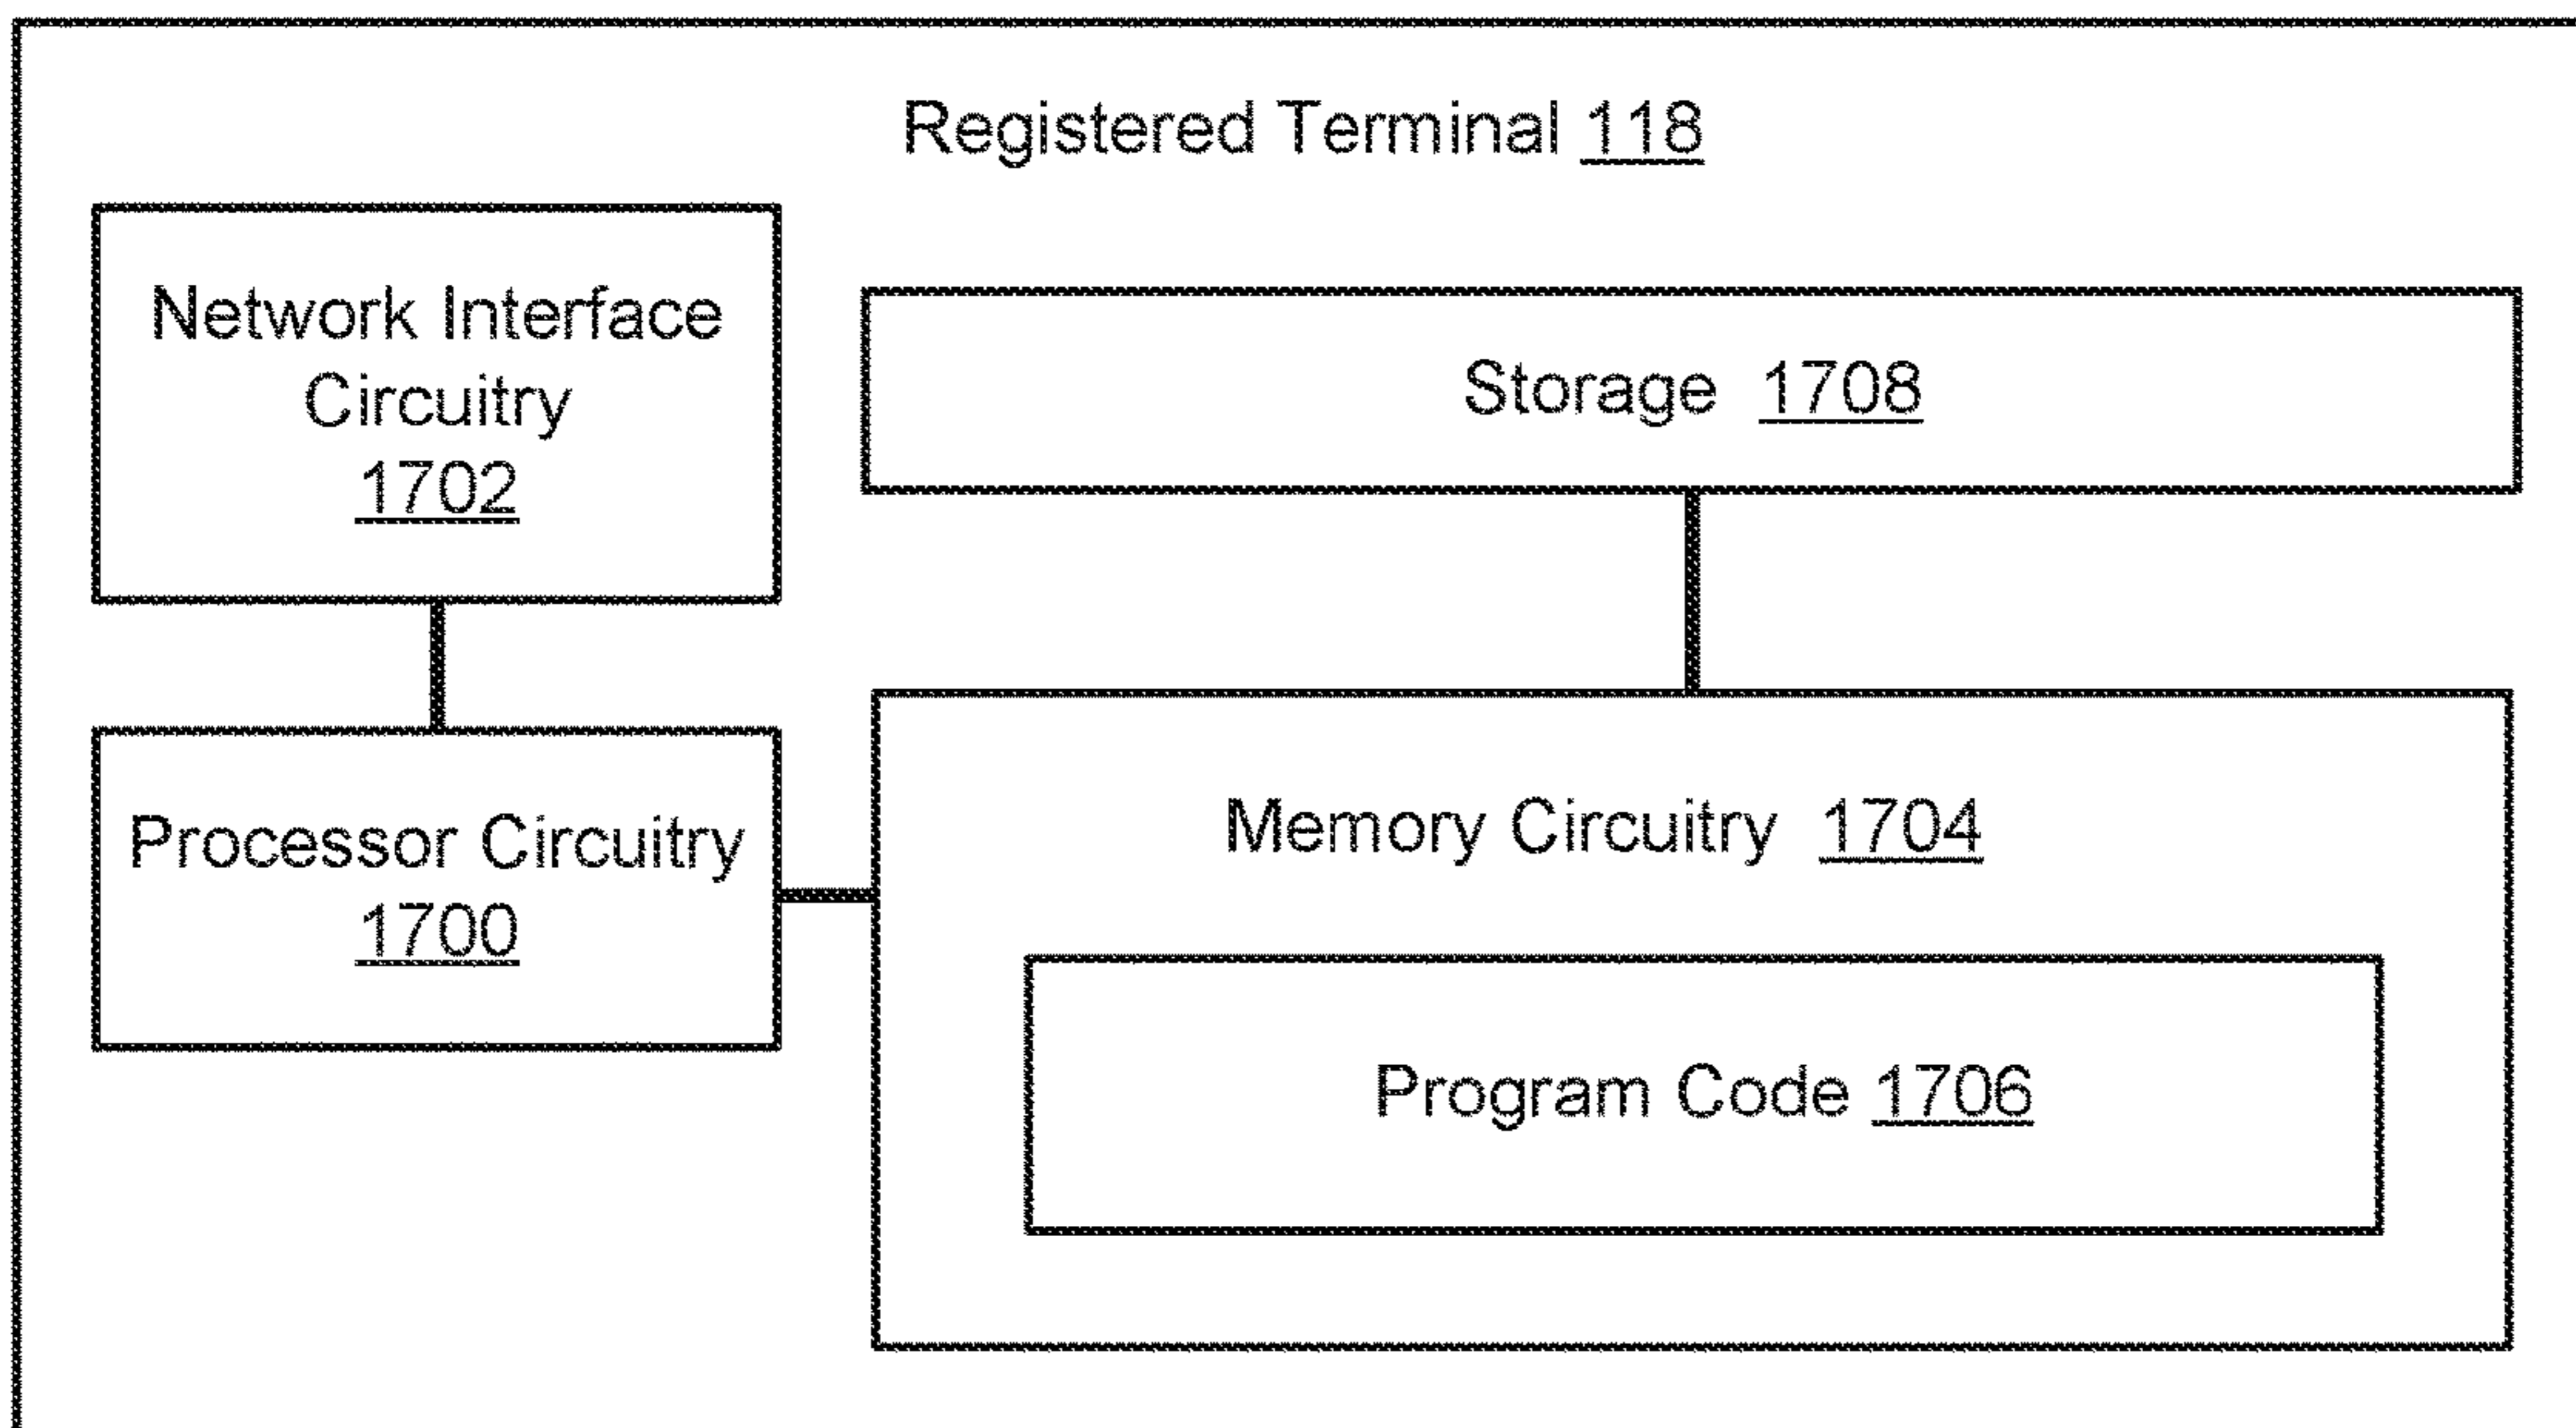 Registered Terminal 118
Network Interface
Circuitry
1702
Storage 1708
Processor Circuitry
1700
Memory Circuitry 1704
Program Code 1706